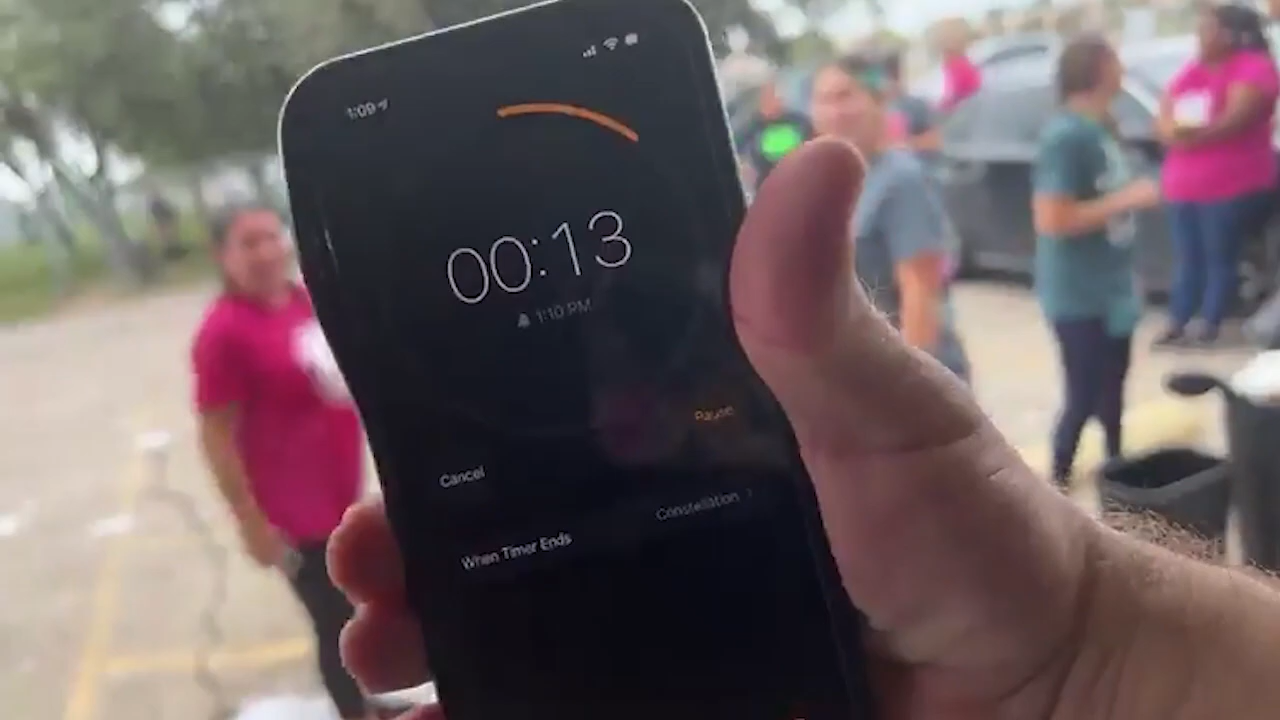 1:09
00:13
1:10 PM
Pause
Cancel
When Timer Ends
Constellation